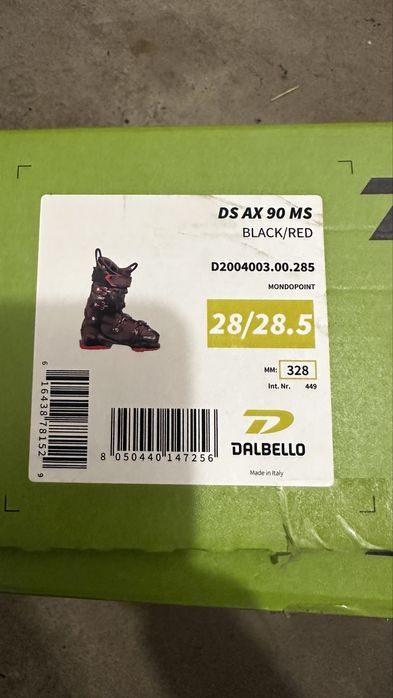 DS AX 90 MS
BLACK/RED
D2004003.00.285
MONDOPOINT
28/28.5
MM: 328
Int. Nr. 449
6 16438 78152 9
8 050440 147256
DALBELLO
Made in Italy